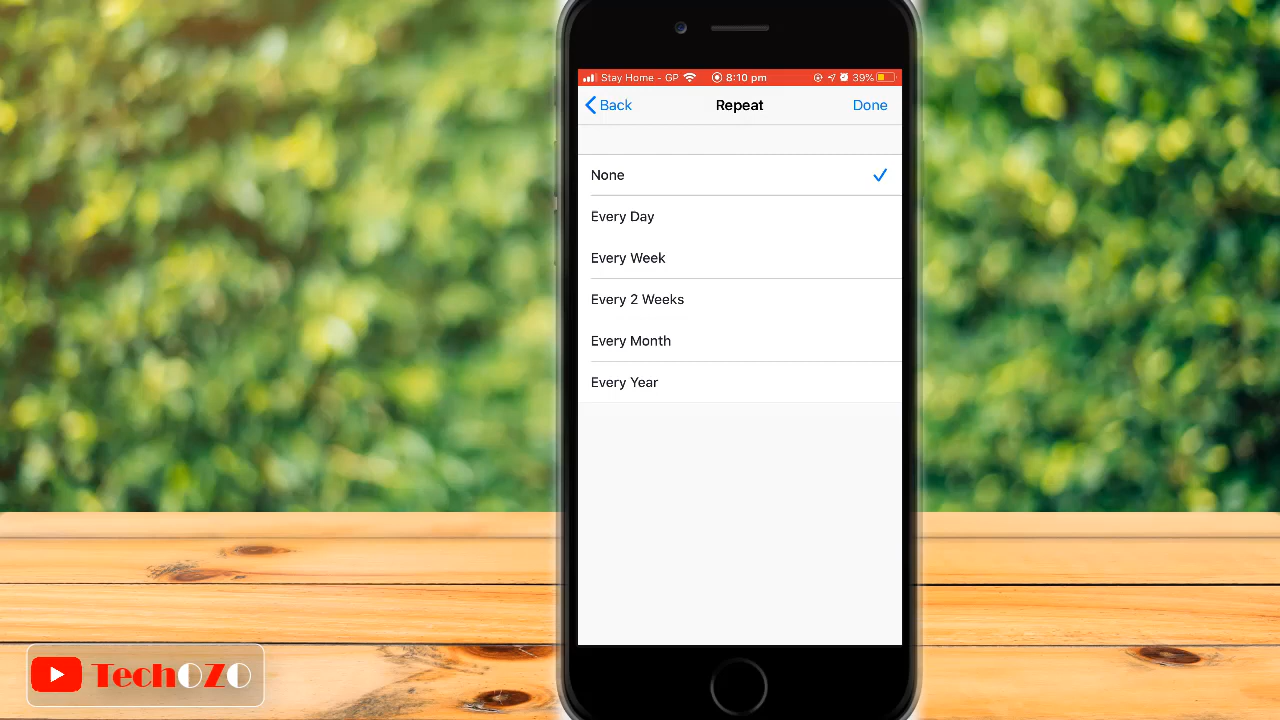 Stay Home - GP 8:10 pm 39%
Back Repeat Done
None
Every Day
Every Week
Every 2 Weeks
Every Month
Every Year
TechOZO